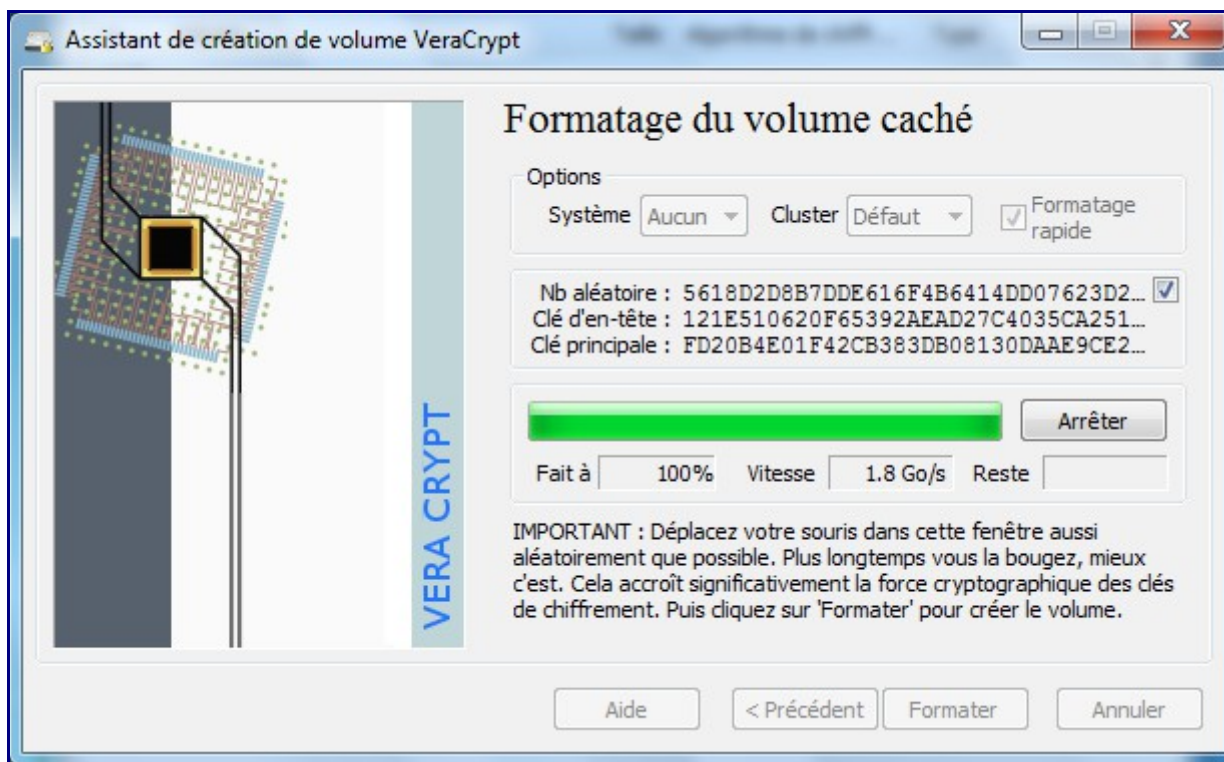 Assistant de création de volume VeraCrypt
Formatage du volume caché
Options
Système Aucun Cluster Défaut Formatage rapide
Nb aléatoire : 5618D2D8B7DDE616F4B6414DD07623D2...
Clé d'en-tête : 121E510620F65392AEAD27C4035CA251...
Clé principale : FD20B4E01F42CB383DB08130DAAE9CE2...
Arrêter
Fait à 100% Vitesse 1.8 Go/s Reste
IMPORTANT : Déplacez votre souris dans cette fenêtre aussi
aléatoirement que possible. Plus longtemps vous la bougez, mieux
c'est. Cela accroît significativement la force cryptographique des clés
de chiffrement. Puis cliquez sur 'Formater' pour créer le volume.
VERA CRYPT
Aide < Précédent Formater Annuler